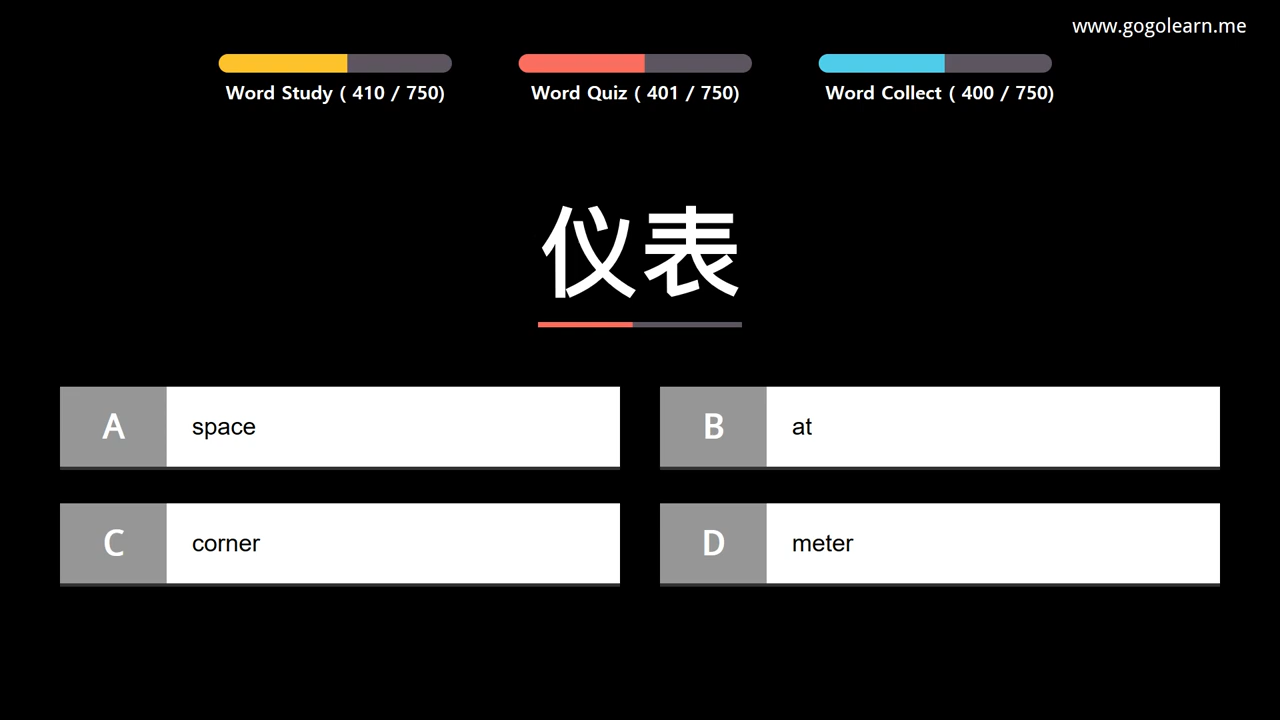 www.gogolearn.me
Word Study ( 410 / 750)
Word Quiz ( 401 / 750)
Word Collect ( 400 / 750)
仪表
A space
B at
C corner
D meter